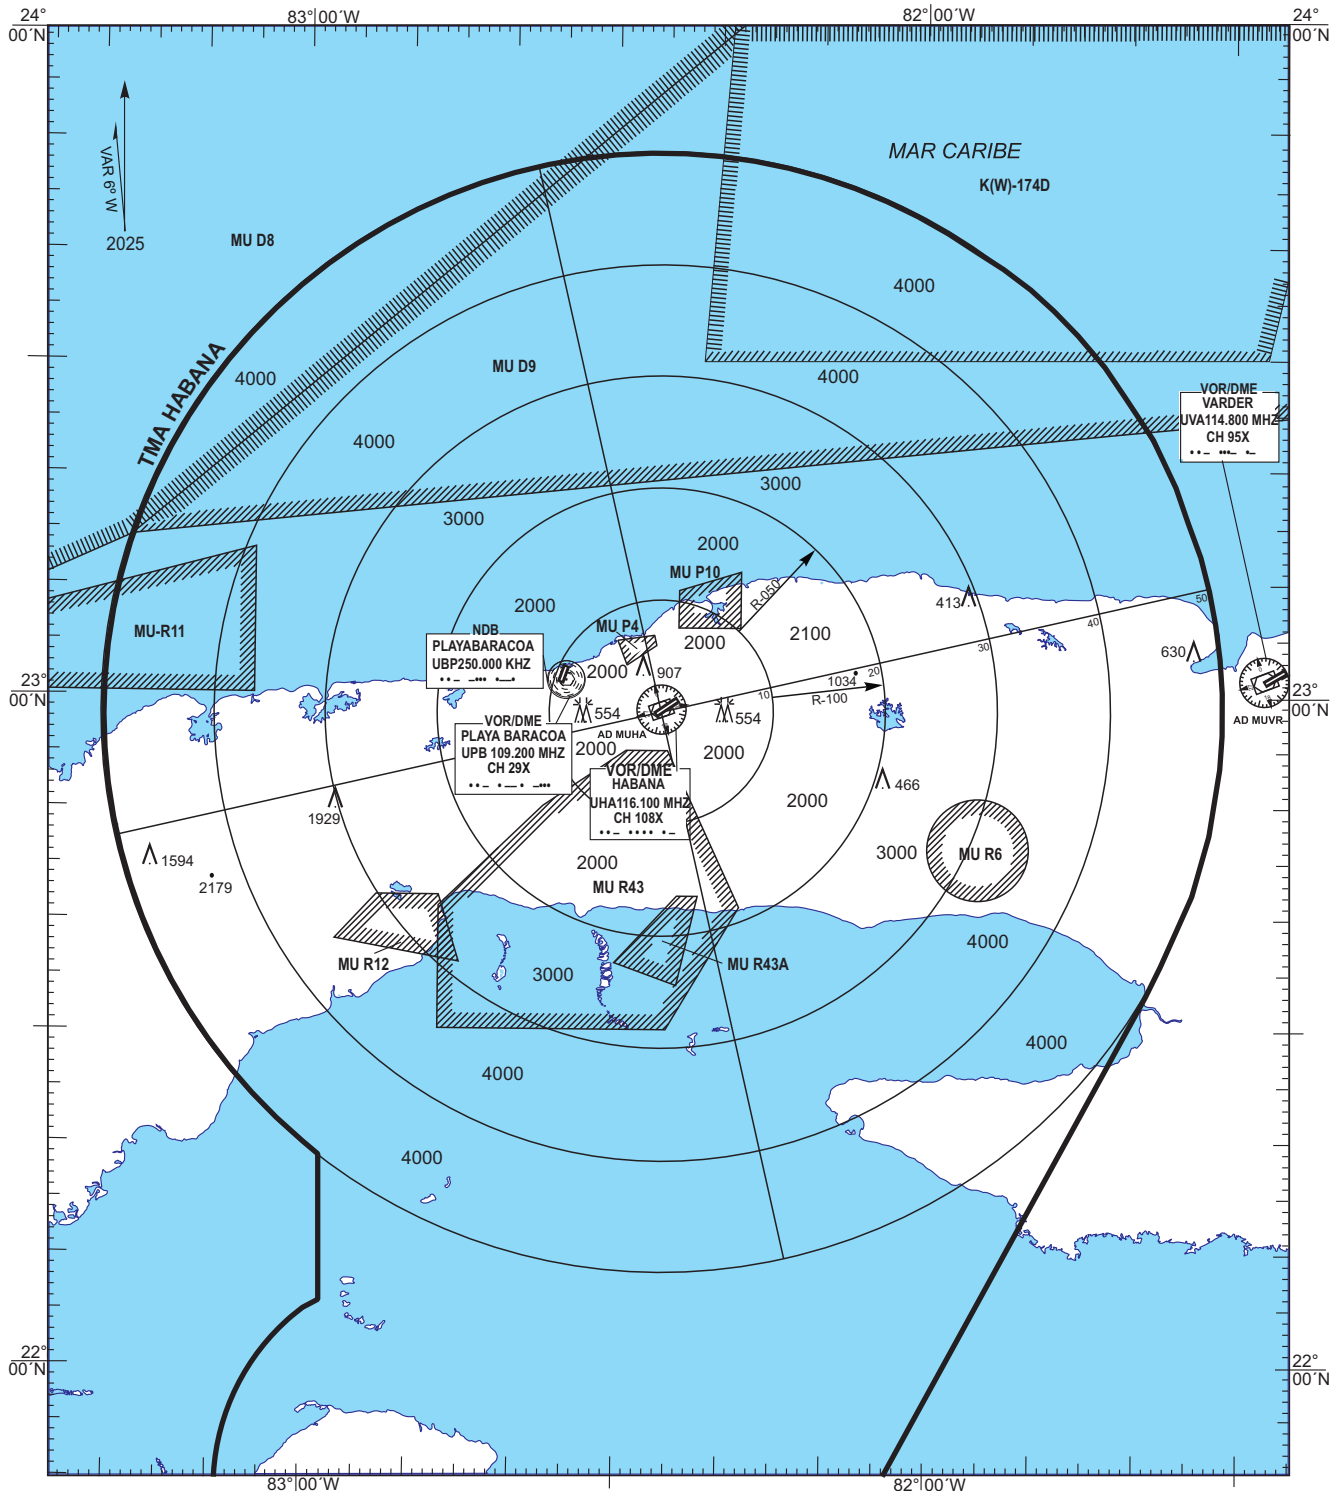 24°
00´N
83°00´W
82°00´W
24°
00´N
VAR 6º W
2025
MU D8
MAR CARIBE
K(W)-174D
4000
TMA HABANA
4000
MU D9
4000
4000
VOR/DME
VARDER
UVA114.800 MHZ
CH 95X
3000
3000
2000
MU P10
R-050
MU-R11
2000
413
50
40
30
20
10
NDB
PLAYABARACOA
UBP250.000 KHZ
MU P4
2000
2100
2000
907
630
1034
R-100
23°
00´N
23°
00´N
554
554
AD MUHA
AD MUVR
VOR/DME
PLAYA BARACOA
UPB 109.200 MHZ
CH 29X
2000
2000
VOR/DME
HABANA
UHA116.100 MHZ
CH 108X
466
2000
1929
1594
2179
2000
MU R43
3000
MU R6
MU R12
3000
MU R43A
4000
4000
4000
4000
22°
00´N
22°
00´N
83°00´W
82°00´W